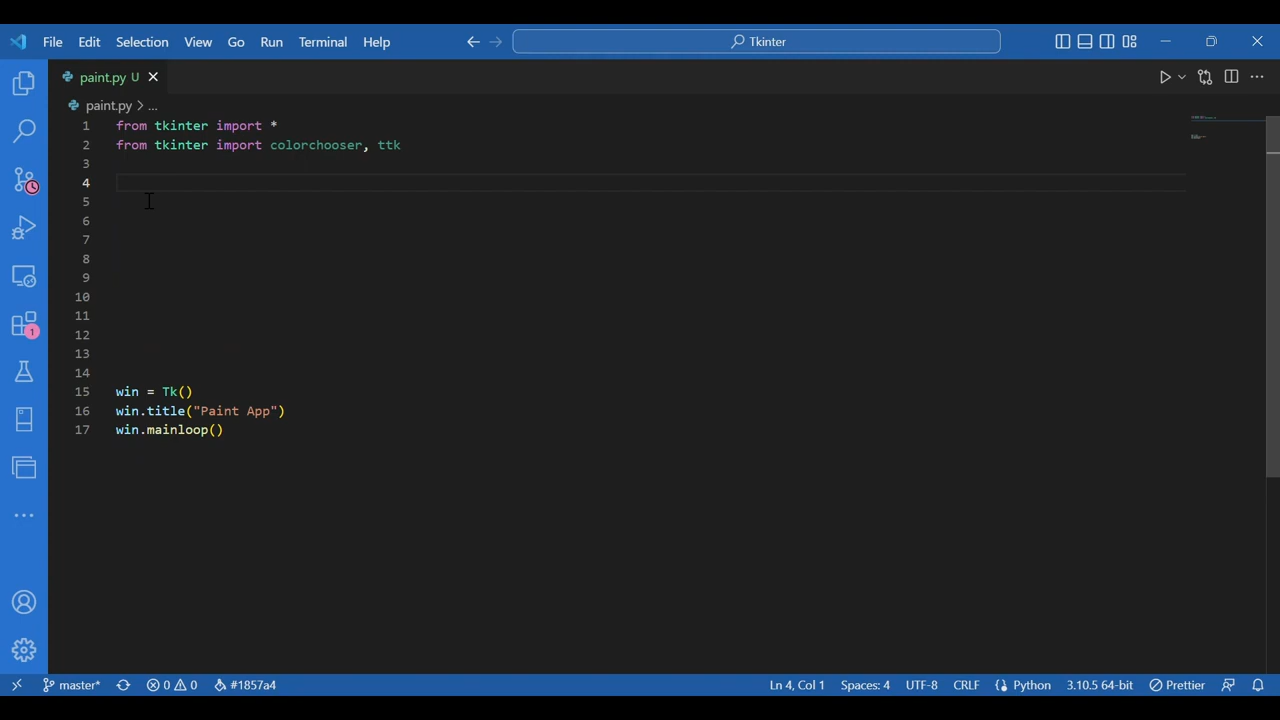 File Edit Selection View Go Run Terminal Help Tkinter
paint.py U
paint.py > ...
1 from tkinter import *
2 from tkinter import colorchooser, ttk
3
4
5
6
7
8
9
10
11
12
13
14
15 win = Tk()
16 win.title("Paint App")
17 win.mainloop()
1
master* 0 0 #1857a4 Ln 4, Col 1 Spaces: 4 UTF-8 CRLF Python 3.10.5 64-bit Prettier